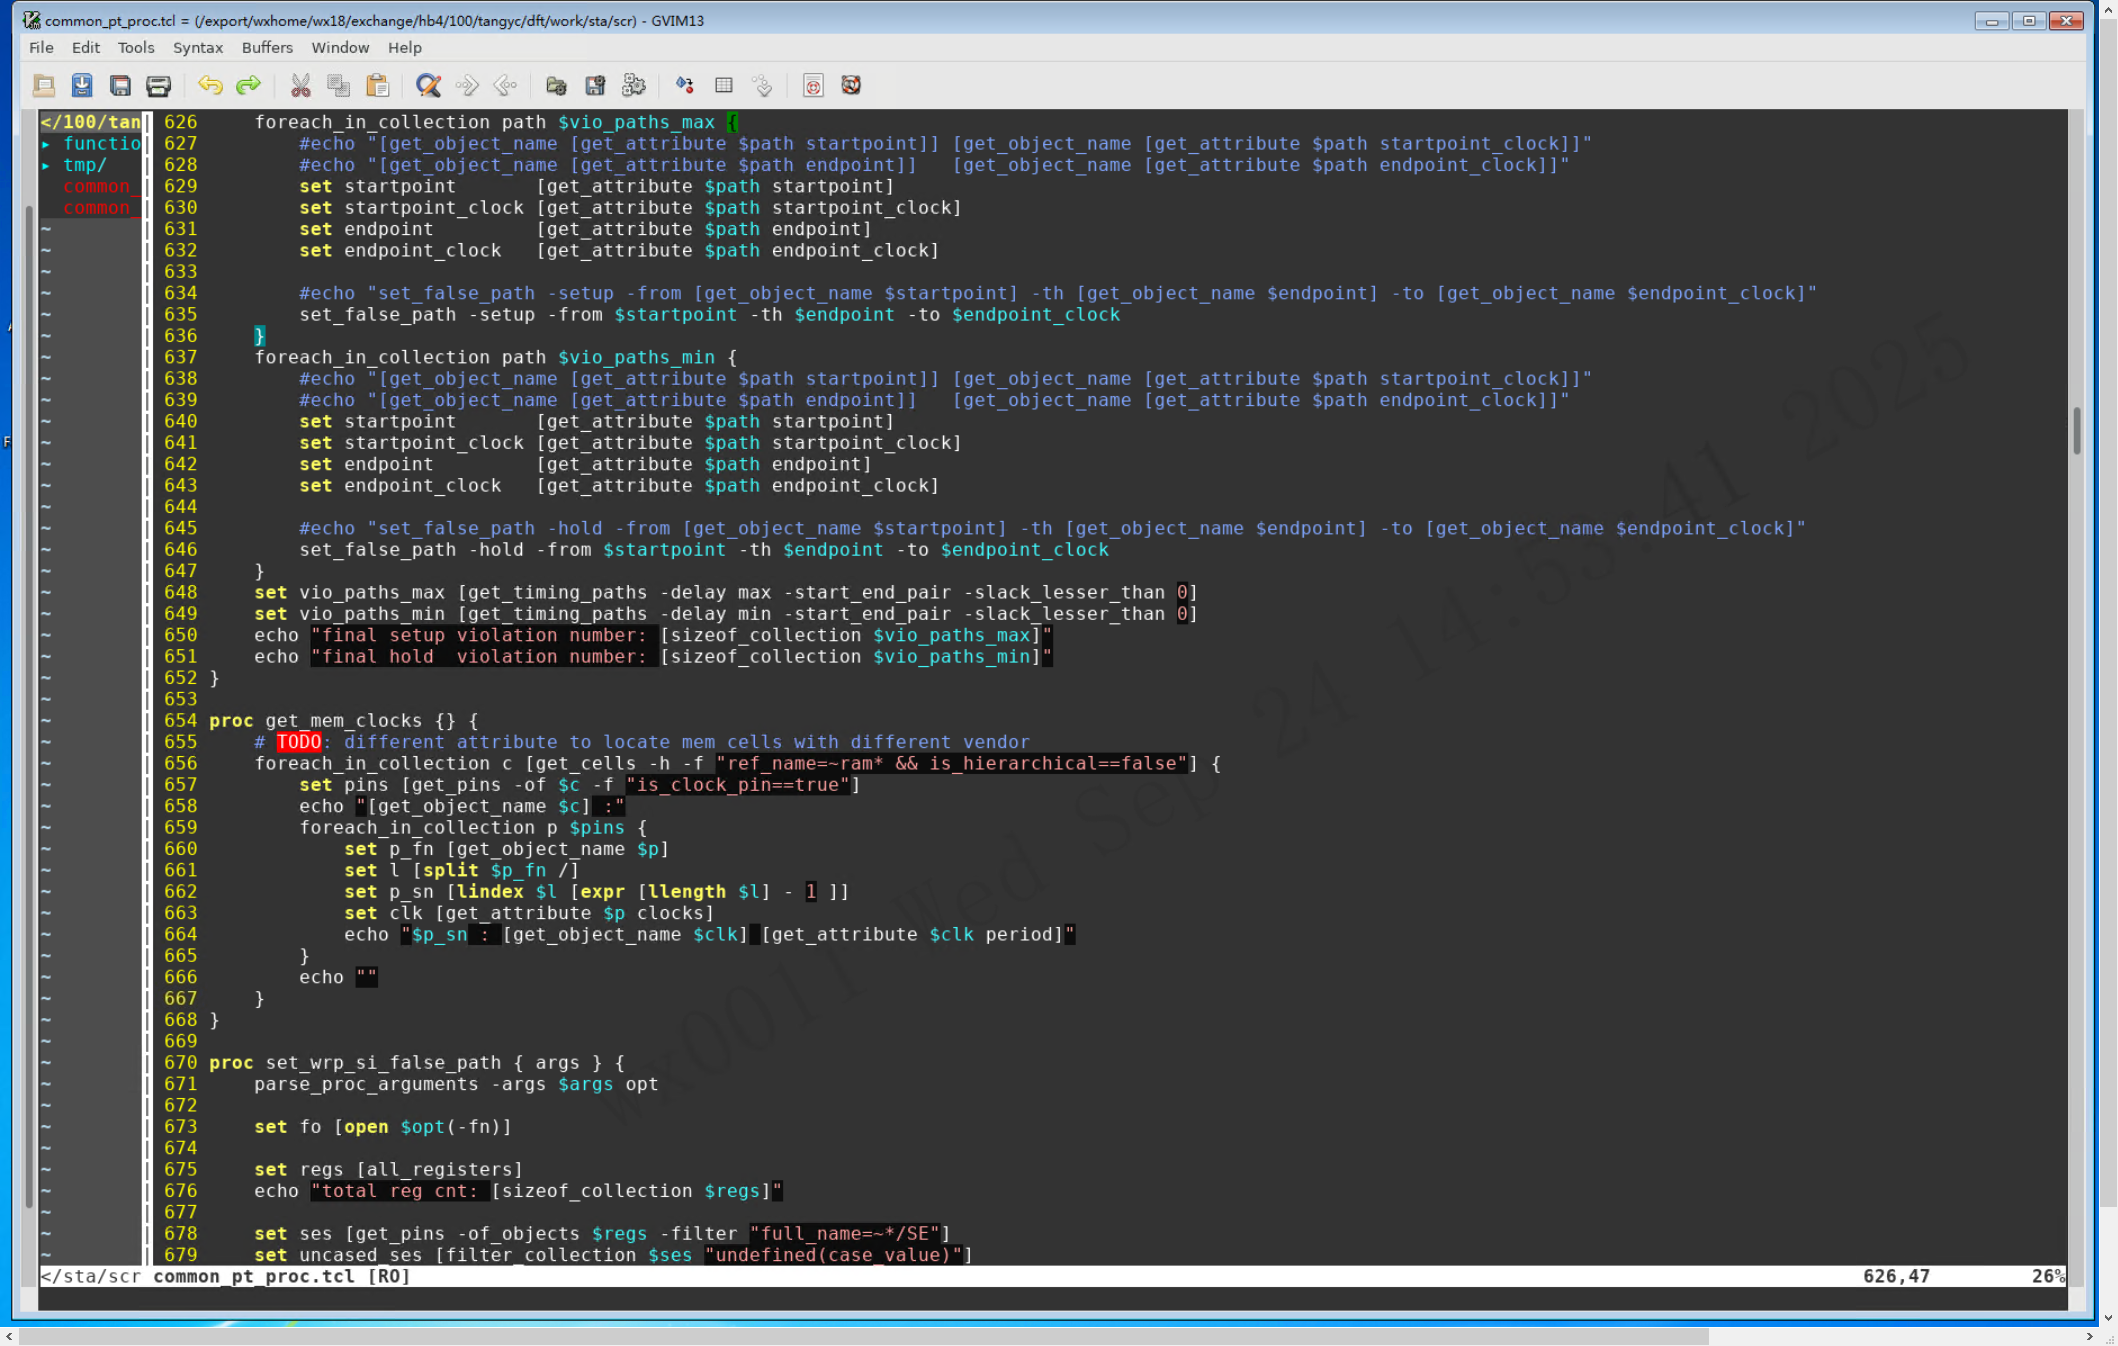 common_pt_proc.tcl = (/export/wxhome/wx18/exchange/hb4/100/tangyc/dft/work/sta/scr) - GVIM13
File Edit Tools Syntax Buffers Window Help
</100/tan
▸ functio
▸ tmp/
common_
common_
626     foreach_in_collection path $vio_paths_max {
627         #echo "[get_object_name [get_attribute $path startpoint]] [get_object_name [get_attribute $path startpoint_clock]]"
628         #echo "[get_object_name [get_attribute $path endpoint]]   [get_object_name [get_attribute $path endpoint_clock]]"
629         set startpoint       [get_attribute $path startpoint]
630         set startpoint_clock [get_attribute $path startpoint_clock]
631         set endpoint         [get_attribute $path endpoint]
632         set endpoint_clock   [get_attribute $path endpoint_clock]
633
634         #echo "set_false_path -setup -from [get_object_name $startpoint] -th [get_object_name $endpoint] -to [get_object_name $endpoint_clock]"
635         set_false_path -setup -from $startpoint -th $endpoint -to $endpoint_clock
636     }
637     foreach_in_collection path $vio_paths_min {
638         #echo "[get_object_name [get_attribute $path startpoint]] [get_object_name [get_attribute $path startpoint_clock]]"
639         #echo "[get_object_name [get_attribute $path endpoint]]   [get_object_name [get_attribute $path endpoint_clock]]"
640         set startpoint       [get_attribute $path startpoint]
641         set startpoint_clock [get_attribute $path startpoint_clock]
642         set endpoint         [get_attribute $path endpoint]
643         set endpoint_clock   [get_attribute $path endpoint_clock]
644
645         #echo "set_false_path -hold -from [get_object_name $startpoint] -th [get_object_name $endpoint] -to [get_object_name $endpoint_clock]"
646         set_false_path -hold -from $startpoint -th $endpoint -to $endpoint_clock
647     }
648     set vio_paths_max [get_timing_paths -delay max -start_end_pair -slack_lesser_than 0]
649     set vio_paths_min [get_timing_paths -delay min -start_end_pair -slack_lesser_than 0]
650     echo "final setup violation number: [sizeof_collection $vio_paths_max]"
651     echo "final hold  violation number: [sizeof_collection $vio_paths_min]"
652 }
653
654 proc get_mem_clocks {} {
655     # TODO: different attribute to locate mem cells with different vendor
656     foreach_in_collection c [get_cells -h -f "ref_name=~ram* && is_hierarchical==false"] {
657         set pins [get_pins -of $c -f "is_clock_pin==true"]
658         echo "[get_object_name $c] :"
659         foreach_in_collection p $pins {
660             set p_fn [get_object_name $p]
661             set l [split $p_fn /]
662             set p_sn [lindex $l [expr [llength $l] - 1 ]]
663             set clk [get_attribute $p clocks]
664             echo "$p_sn : [get_object_name $clk] [get_attribute $clk period]"
665         }
666         echo ""
667     }
668 }
669
670 proc set_wrp_si_false_path { args } {
671     parse_proc_arguments -args $args opt
672
673     set fo [open $opt(-fn)]
674
675     set regs [all_registers]
676     echo "total reg cnt: [sizeof_collection $regs]"
677
678     set ses [get_pins -of_objects $regs -filter "full_name=~*/SE"]
679     set uncased_ses [filter_collection $ses "undefined(case_value)"]
</sta/scr common_pt_proc.tcl [RO] 626,47 26%
wx0011 Wed Sep 24 14:53:41 2025